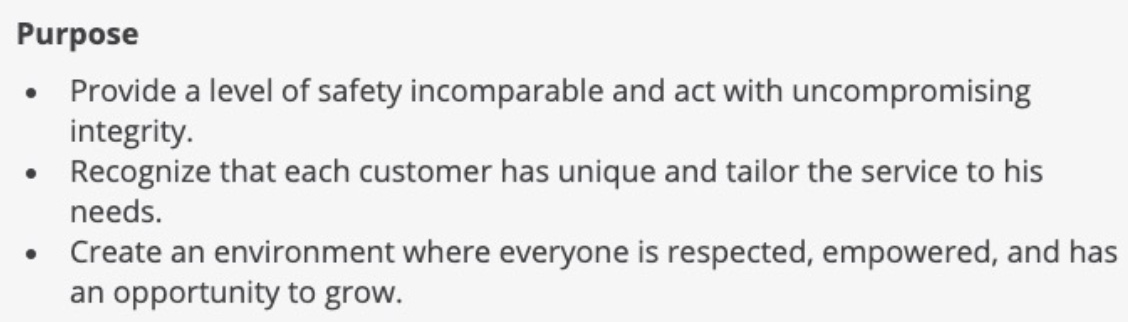 Purpose
• Provide a level of safety incomparable and act with uncompromising
integrity.
• Recognize that each customer has unique and tailor the service to his
needs.
• Create an environment where everyone is respected, empowered, and has
an opportunity to grow.